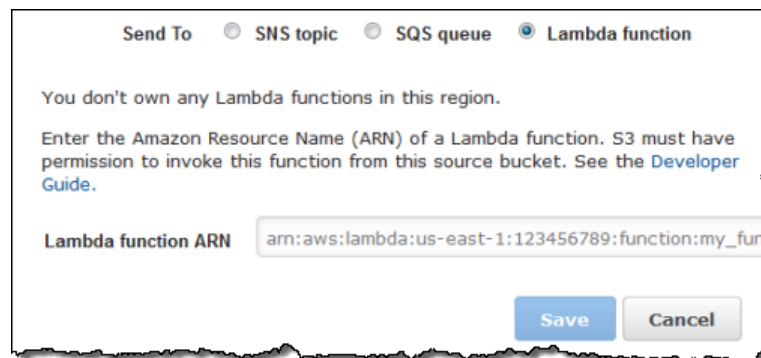 Send To SNS topic SQS queue Lambda function
You don't own any Lambda functions in this region.
Enter the Amazon Resource Name (ARN) of a Lambda function. S3 must have
permission to invoke this function from this source bucket. See the Developer
Guide.
Lambda function ARN arn:aws:lambda:us-east-1:123456789:function:my_fun
Save Cancel